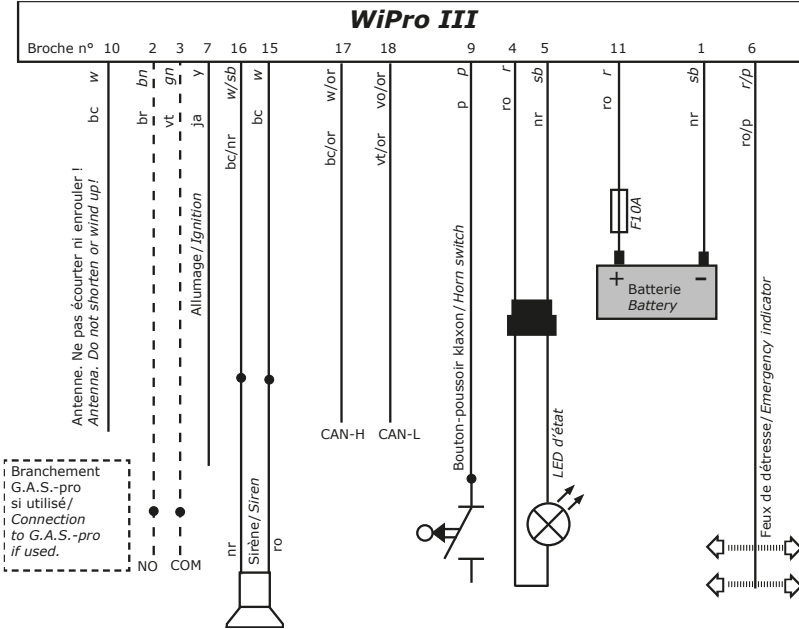 WiPro III
Broche n° 10 2 3 7 16 15 17 18 9 4 5 11 1 6
w bn gn y w/sb w w/or vo/or p r sb r sb r/p
bc br vt ja bc/nr bc bc/or vt/or p ro nr ro nr ro/p
Antenne. Ne pas écourter ni enrouler !
Antenna. Do not shorten or wind up!
Allumage/Ignition
F10A
+ -
Batterie
Battery
CAN-H CAN-L
Bouton-poussoir klaxon/Horn switch
LED d'état
Feux de détresse/Emergency indicator
Branchement
G.A.S.-pro
si utilisé/
Connection
to G.A.S.-pro
if used.
NO COM
nr
Sirène/Siren
ro